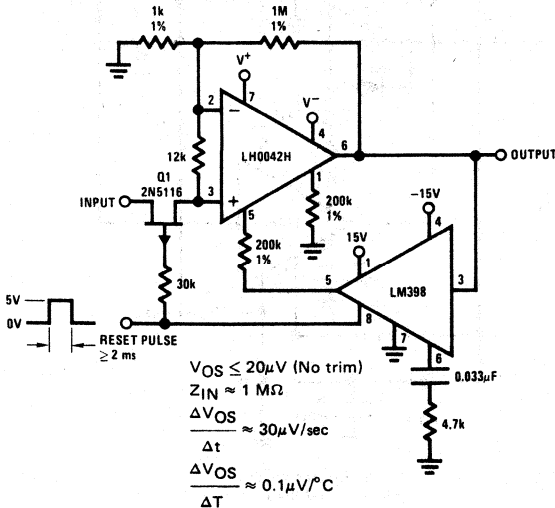 1k
1%
1M
1%
V+
7
V−
4
2
−
6
OUTPUT
12k
LH0042H
Q1
2N5116
3
+
1
INPUT
5
200k
1%
200k
1%
−15V
4
15V
1
5
LM398
3
30k
8
5V
0V
RESET PULSE
≥2 ms
7
6
0.033μF
VOS ≤ 20μV (No trim)
ZIN ≈ 1 MΩ
4.7k
ΔVOS
Δt
≈ 30μV/sec
ΔVOS
ΔT
≈ 0.1μV/°C